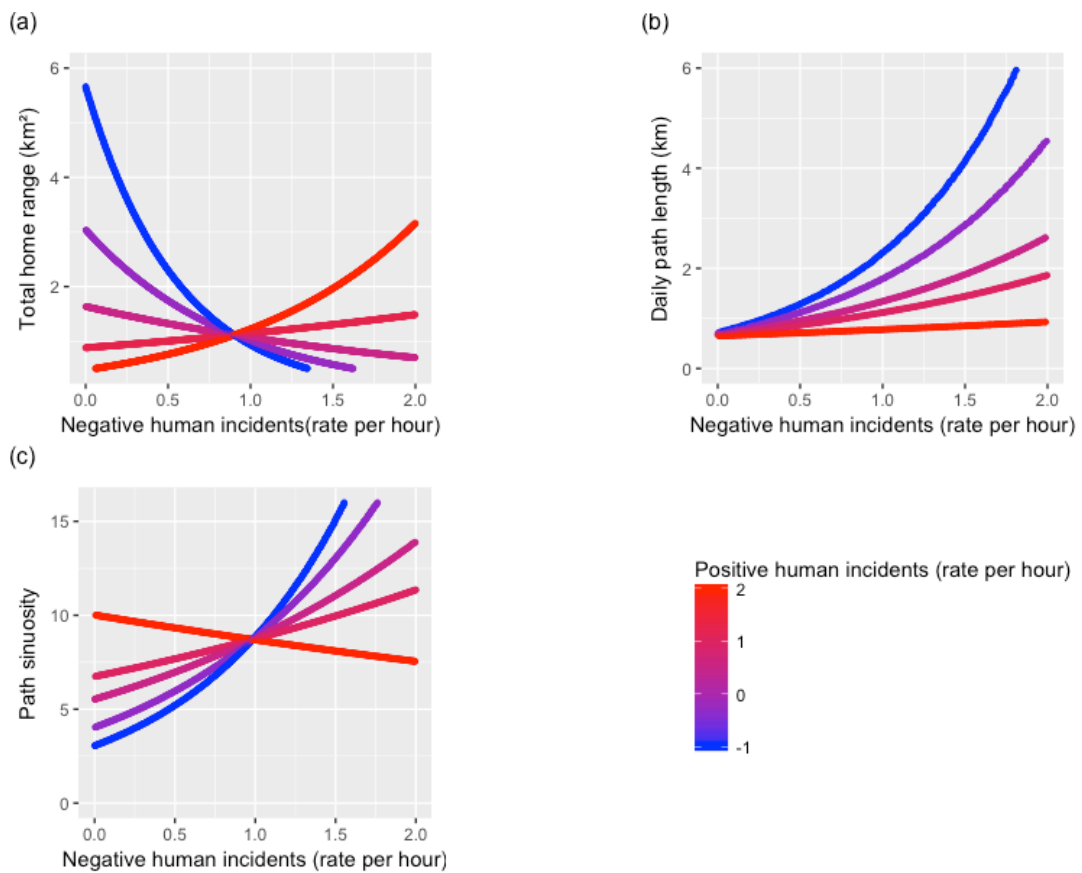 (a)
6
4
2
Total home range (km²)
0.0 0.5 1.0 1.5 2.0
Negative human incidents(rate per hour)
(b)
6
4
2
0
Daily path length (km)
0.0 0.5 1.0 1.5 2.0
Negative human incidents (rate per hour)
(c)
15
10
5
0
Path sinuosity
0.0 0.5 1.0 1.5 2.0
Negative human incidents (rate per hour)
Positive human incidents (rate per hour)
2
1
0
-1